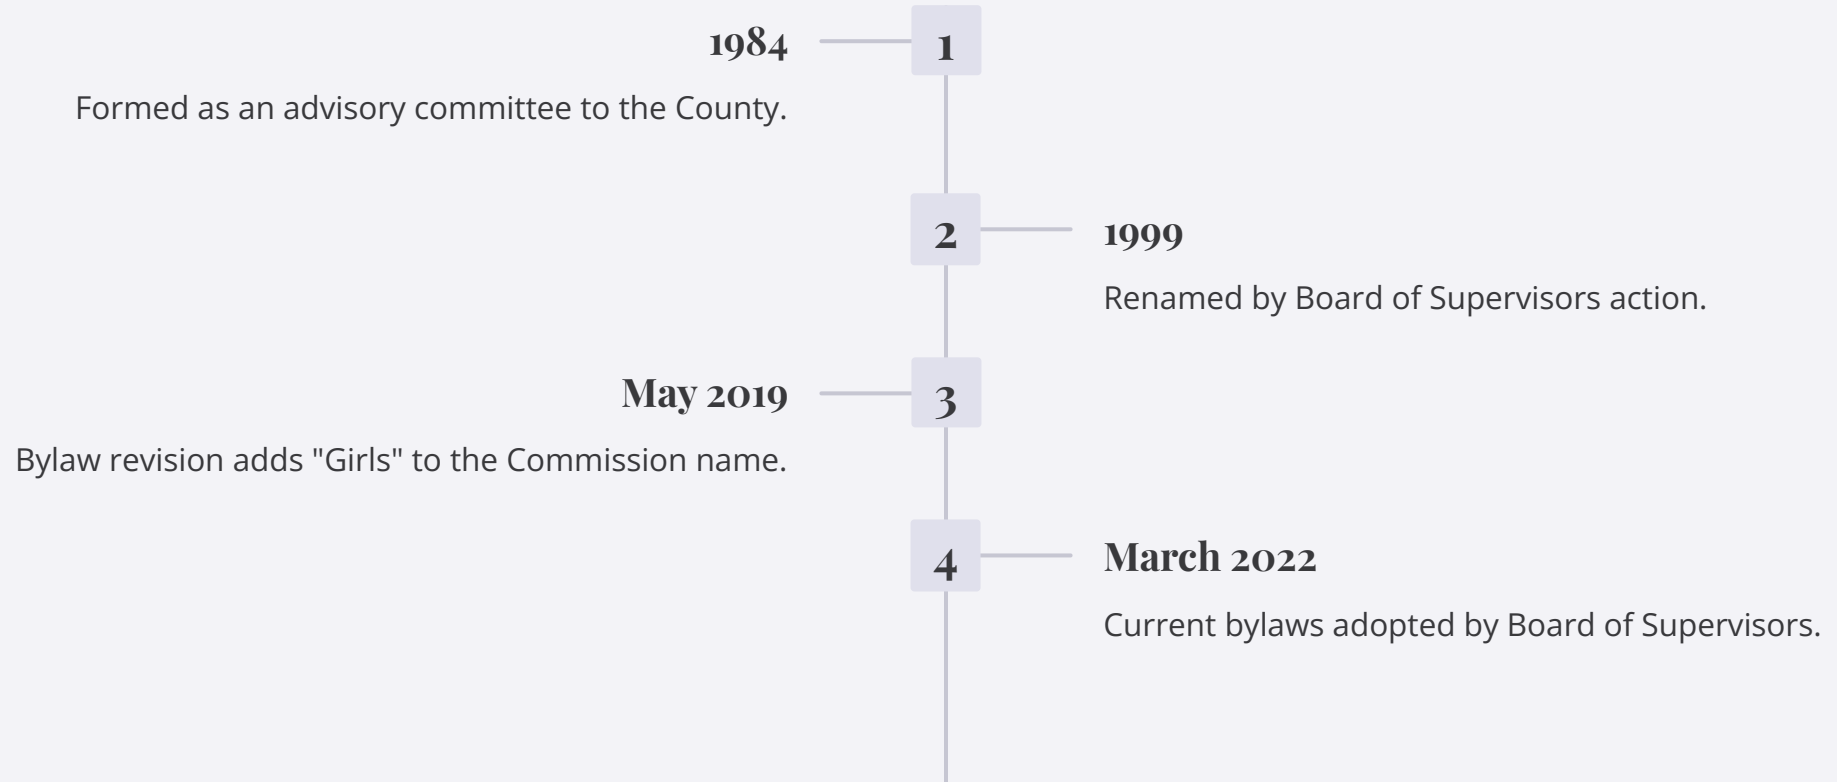 1984
1
Formed as an advisory committee to the County.
2
1999
Renamed by Board of Supervisors action.
May 2019
3
Bylaw revision adds "Girls" to the Commission name.
4
March 2022
Current bylaws adopted by Board of Supervisors.